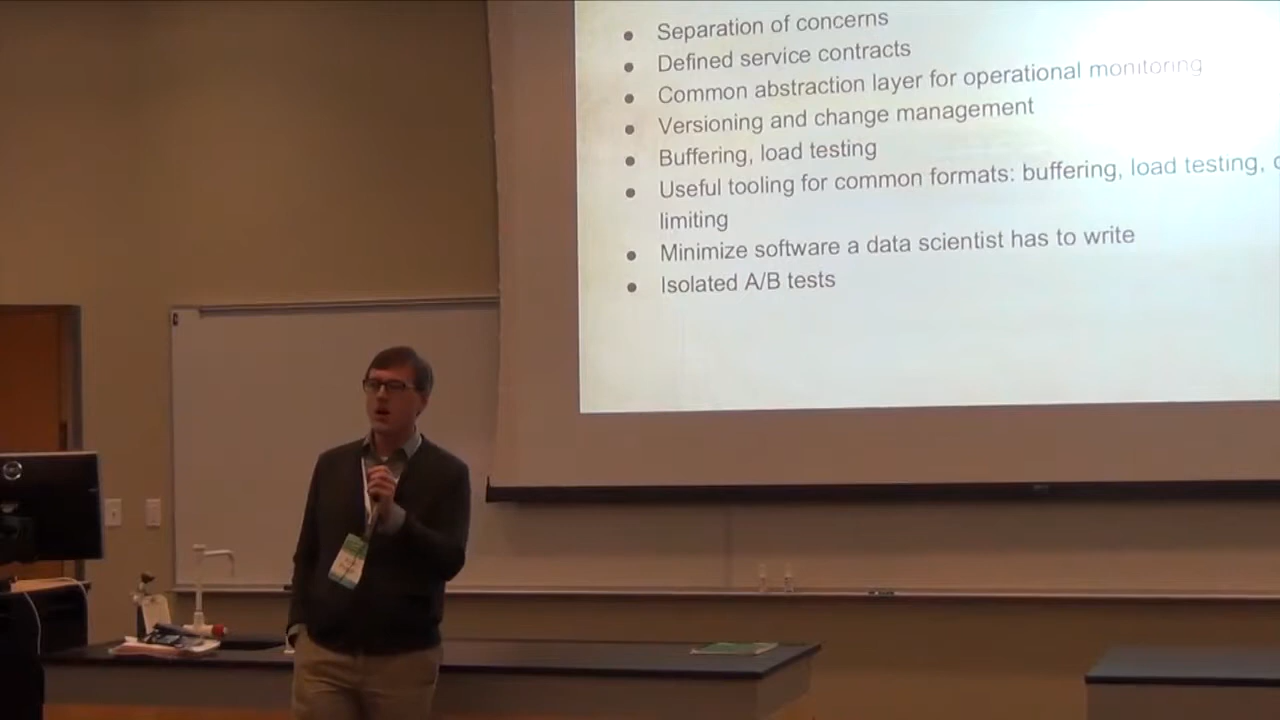 Separation of concerns
Defined service contracts
Common abstraction layer for operational monitoring
Versioning and change management
Buffering, load testing
Useful tooling for common formats: buffering, load testing,
limiting
Minimize software a data scientist has to write
Isolated A/B tests